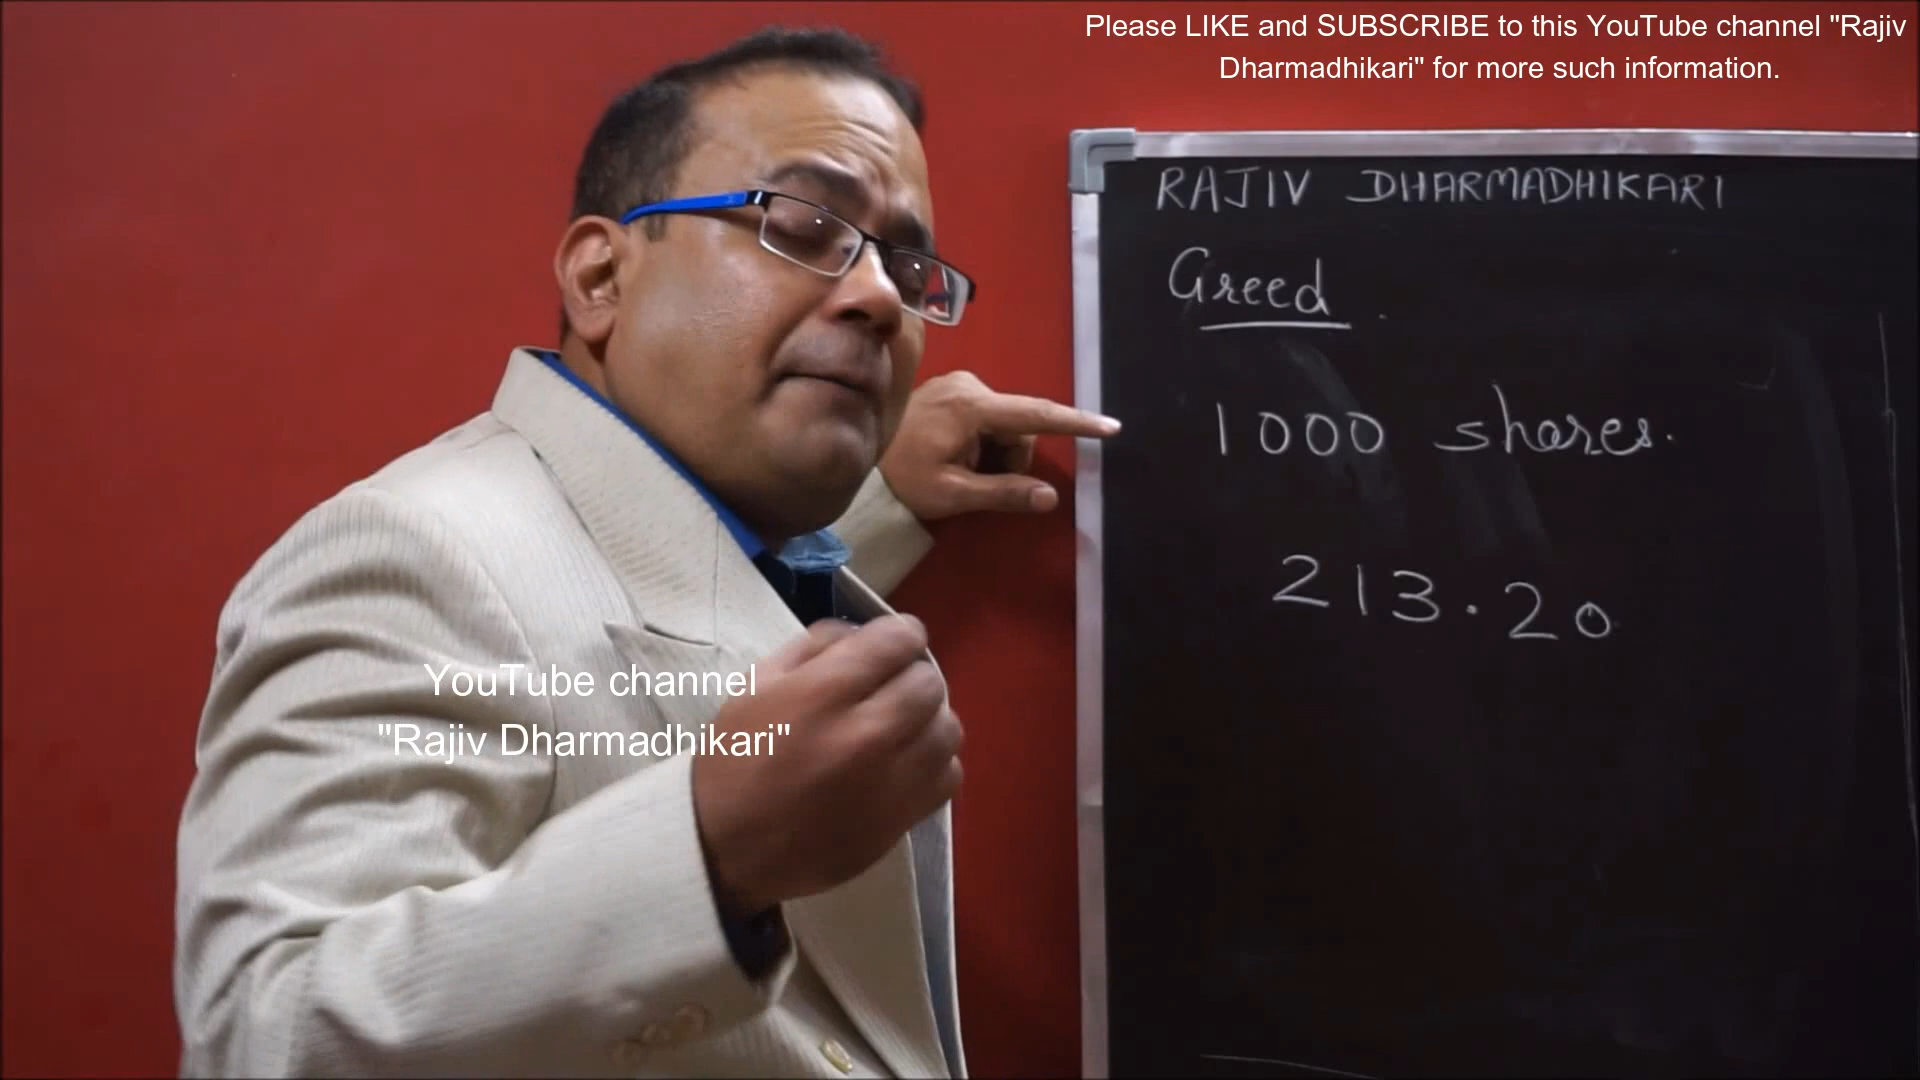 Please LIKE and SUBSCRIBE to this YouTube channel "Rajiv
Dharmadhikari" for more such information.
RAJIV DHARMADHIKARI
Greed
1000 shares.
213.20
YouTube channel
"Rajiv Dharmadhikari"